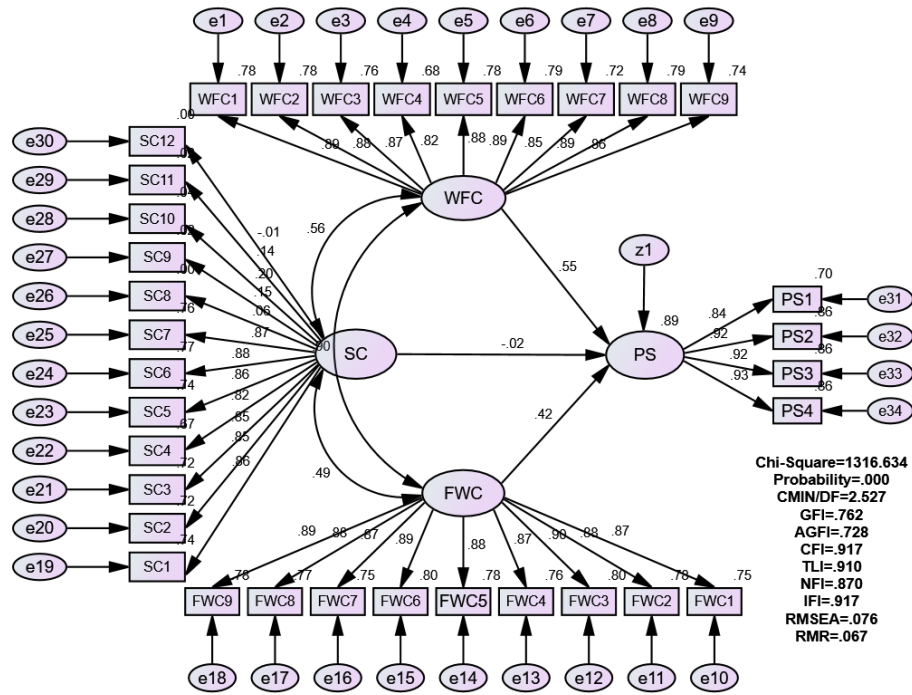 e1 e2 e3 e4 e5 e6 e7 e8 e9
.78 .78 .76 .68 .78 .79 .72 .79 .74
WFC1 WFC2 WFC3 WFC4 WFC5 WFC6 WFC7 WFC8 WFC9
.89 .88 .87 .82 .88 .89 .85 .89 .86
WFC
.00
e30 SC12
e29 SC11
e28 SC10
e27 SC9
.00
e26 SC8
.76
e25 SC7
.77
e24 SC6
.74
e23 SC5
.67
e22 SC4
.72
e21 SC3
.72
e20 SC2
.74
e19 SC1
-.01
.14
.20
.15
.06
.87
.88
.86
.82
.85
.85
.86
.56
SC
.90
.49
.55
-.02
.42
z1
.89
PS
.84
.92
.92
.93
.70
PS1 e31
.86
PS2 e32
.86
PS3 e33
.86
PS4 e34
FWC
.89 .88 .87 .89 .88 .87 .90 .88 .87
.78 .77 .75 .80 .78 .76 .80 .78 .75
FWC9 FWC8 FWC7 FWC6 FWC5 FWC4 FWC3 FWC2 FWC1
e18 e17 e16 e15 e14 e13 e12 e11 e10
Chi-Square=1316.634
Probability=.000
CMIN/DF=2.527
GFI=.762
AGFI=.728
CFI=.917
TLI=.910
NFI=.870
IFI=.917
RMSEA=.076
RMR=.067